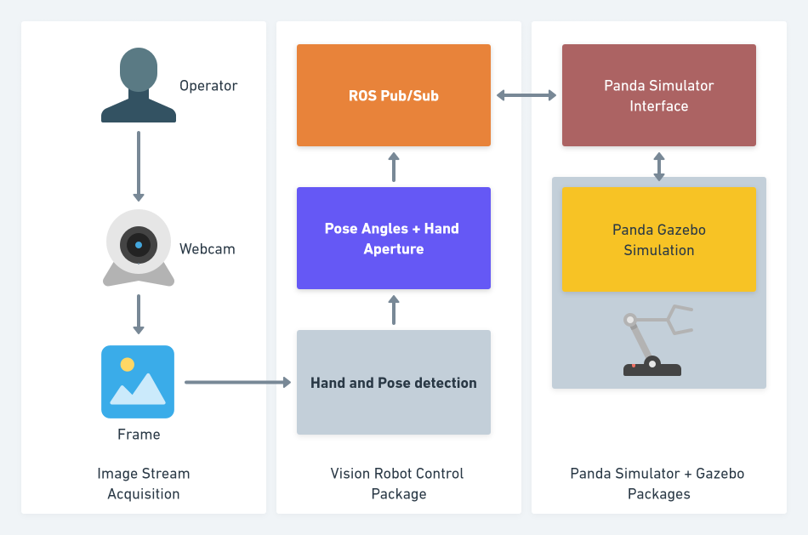 Operator
Webcam
Frame
Image Stream
Acquisition
ROS Pub/Sub
Pose Angles + Hand
Aperture
Hand and Pose detection
Vision Robot Control
Package
Panda Simulator
Interface
Panda Gazebo
Simulation
Panda Simulator + Gazebo
Packages